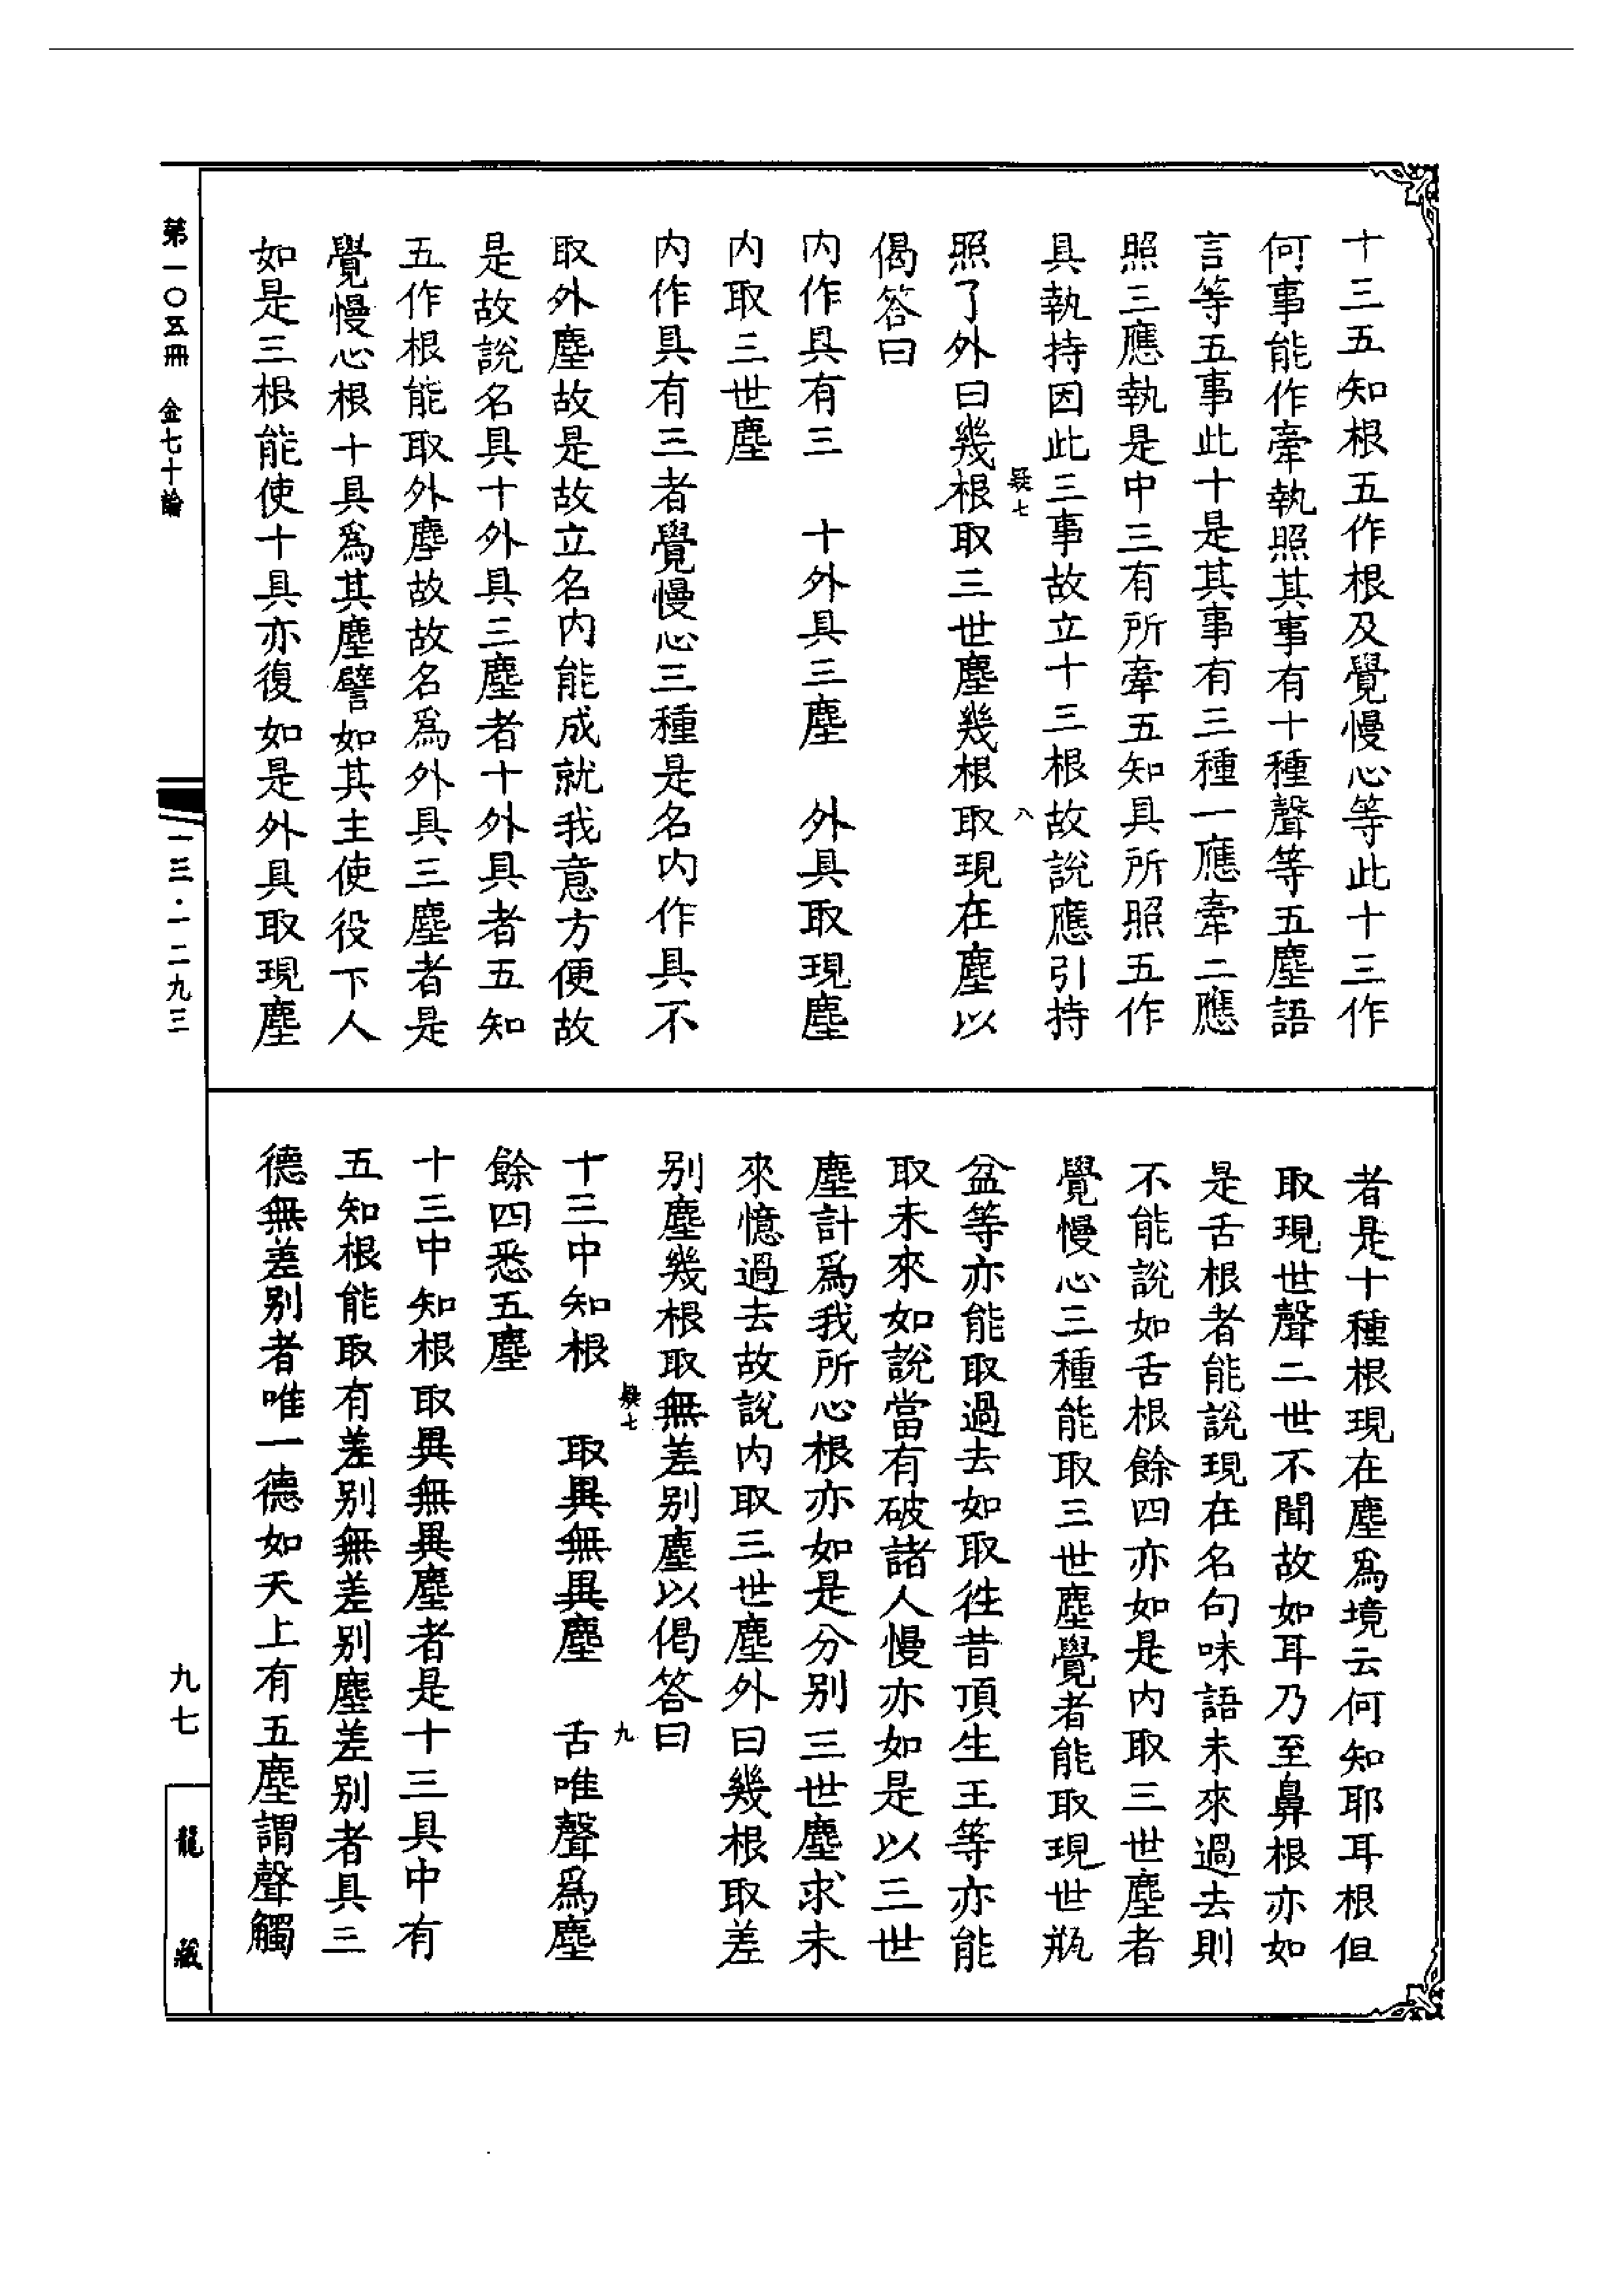 十三五知根五作根及覺慢心等此十三作
何事能作牽執照其事有十種聲等五塵語
言等五事此十是其事有三種一應牽二應
照三應執是中三有所牽五知具所照五作
具執持因此三事故立十三根故說應引持
疑七
八
照了外曰幾根取三世塵幾根取現在塵以
偈答曰
內作具有三 十外具三塵 外具取現塵
內取三世塵
內作具有三者覺慢心三種是名內作具不
取外塵故是故立名內能成就我意方便故
是故說名具十外具三塵者十外具者五知
五作根能取外塵故故名爲外具三塵者是
覺慢心根十具爲其塵譬如其主使役下人
如是三根能使十具亦復如是外具取現塵
者是十種根現在塵爲境云何知耶耳根但
取現世聲二世不聞故如耳乃至鼻根亦如
是舌根者能說現在名句味語未來過去則
不能說如舌根餘四亦如是內取三世塵者
覺慢心三種能取三世塵覺者能取現世瓶
盆等亦能取過去如取徃昔頂生王等亦能
取未來如說當有破諸人慢亦如是以三世
塵計爲我所心根亦如是分別三世塵求未
來憶過去故說內取三世塵外曰幾根取差
別塵幾根取無差別塵以偈答曰
疑七
九
十三中知根 取異無異塵 舌唯聲爲塵
餘四悉五塵
十三中知根取異無異塵者是十三具中有
五知根能取有差別無差別塵差別者具三
德無差別者唯一德如天上有五塵謂聲觸
第一〇五冊 金七十論
一三·一二九三
九七
龍藏